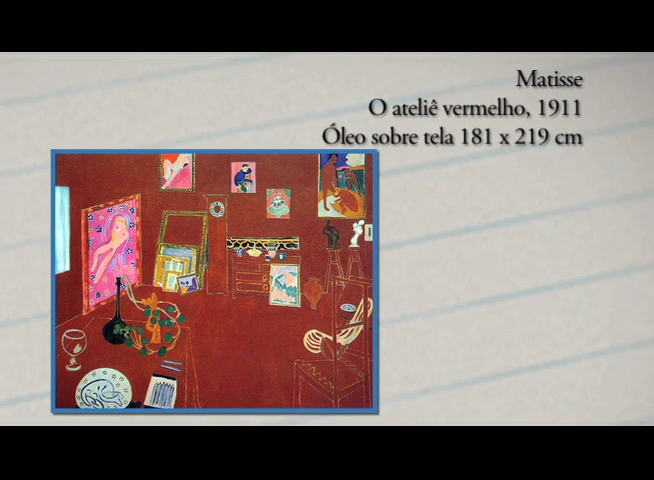 Matisse
O ateliê vermelho, 1911
Óleo sobre tela 181 x 219 cm